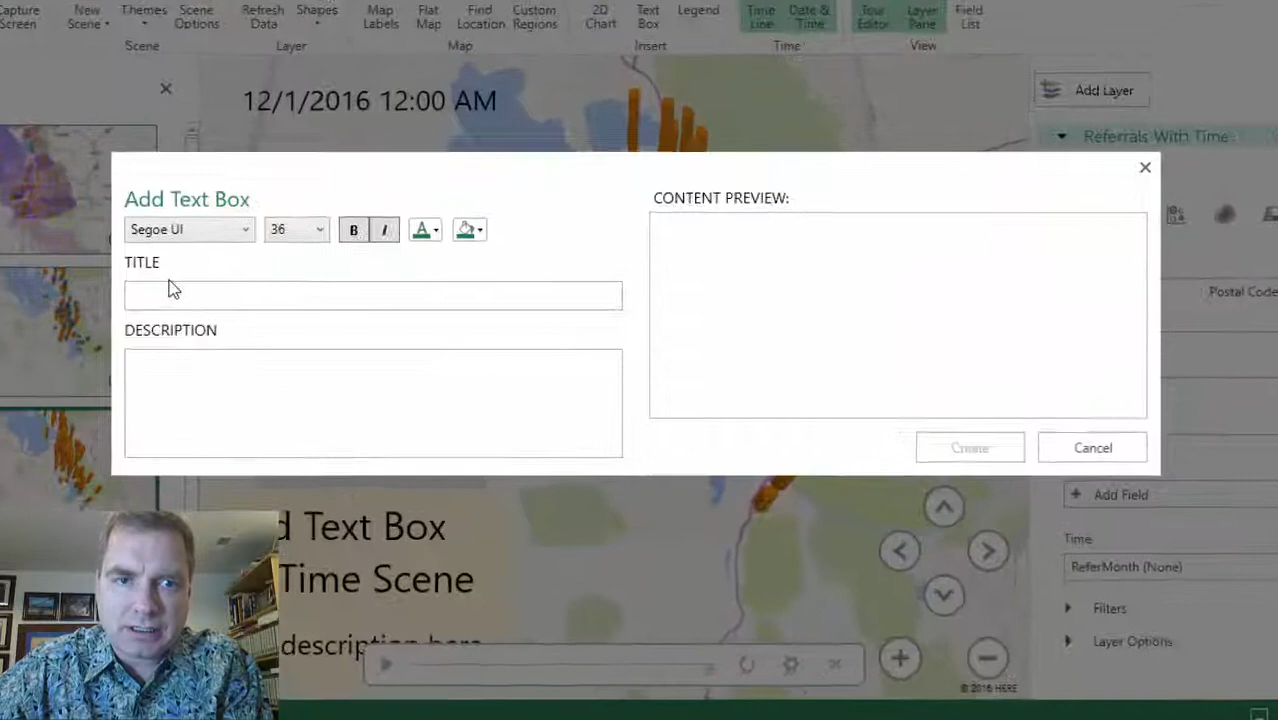 Capture
Screen
New
Scene
Themes
Scene
Options
Refresh
Data
Shapes
Map
Labels
Flat
Map
Find
Location
Custom
Regions
2D
Chart
Text
Box
Legend
Time
Line
Date &
Time
Tour
Editor
Layer
Pane
Field
List
Scene
Layer
Map
Insert
Time
View
12/1/2016 12:00 AM
Add Layer
Referrals With Time
Add Text Box
Segoe UI
36
B
I
A
TITLE
DESCRIPTION
CONTENT PREVIEW:
Create
Cancel
Postal Code
Add Field
Time
ReferMonth (None)
Filters
Layer Options
d Text Box
Time Scene
description here
© 2016 HERE